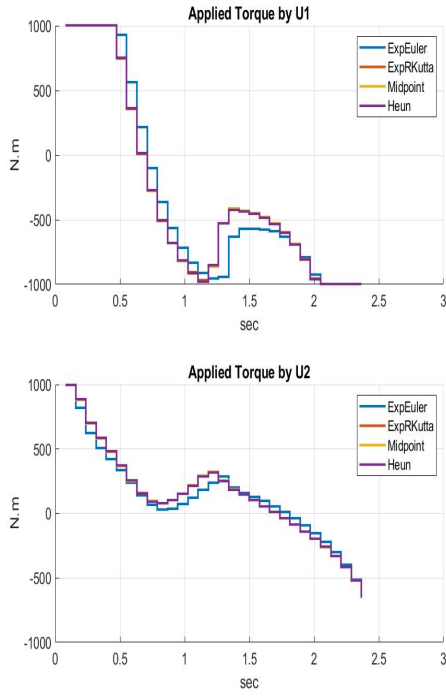 Applied Torque by U1
1000
500
0
-500
-1000
N.m
ExpEuler
ExpRKutta
Midpoint
Heun
0 0.5 1 1.5 2 2.5 3
sec
Applied Torque by U2
1000
500
0
-500
-1000
N.m
ExpEuler
ExpRKutta
Midpoint
Heun
0 0.5 1 1.5 2 2.5 3
sec